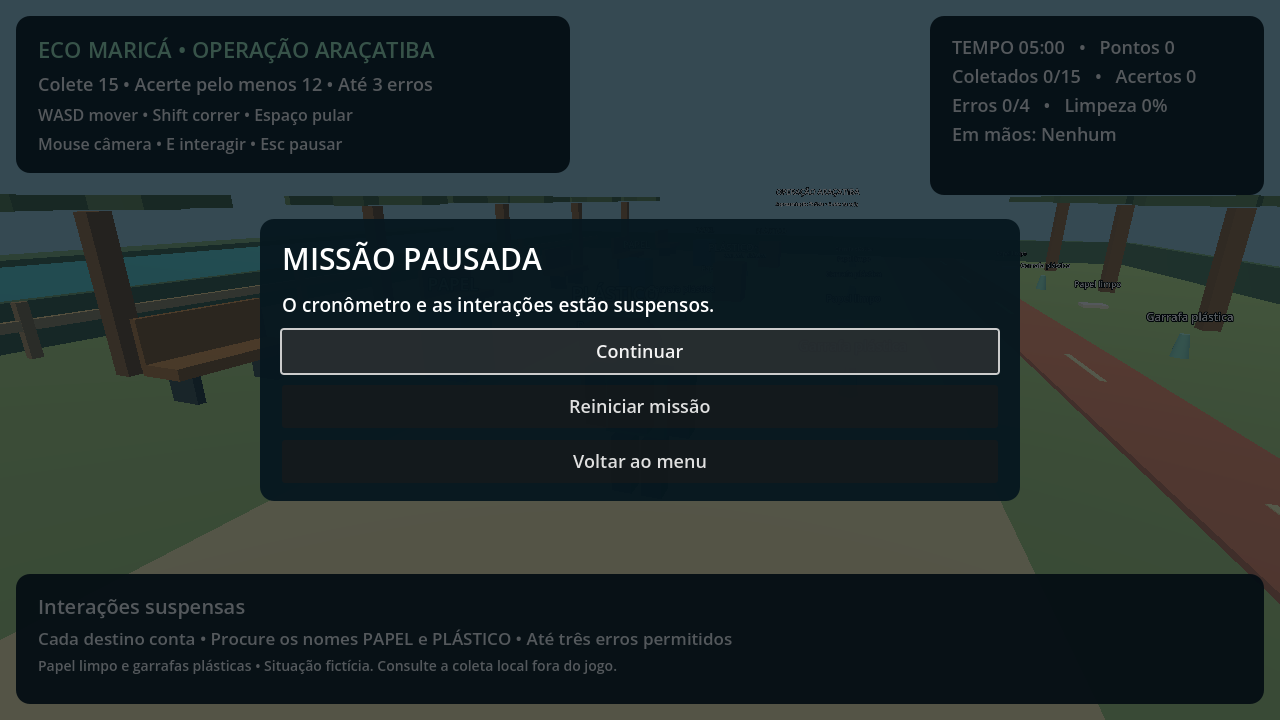 ECO MARICÁ • OPERAÇÃO ARAÇATIBA
Colete 15 • Acerte pelo menos 12 • Até 3 erros
WASD mover • Shift correr • Espaço pular
Mouse câmera • E interagir • Esc pausar
TEMPO 05:00 • Pontos 0
Coletados 0/15 • Acertos 0
Erros 0/4 • Limpeza 0%
Em mãos: Nenhum
MISSÃO PAUSADA
O cronômetro e as interações estão suspensos.
Continuar
Reiniciar missão
Voltar ao menu
Garrafa plástica
Papel limpo
Garrafa plástica
Interações suspensas
Cada destino conta • Procure os nomes PAPEL e PLÁSTICO • Até três erros permitidos
Papel limpo e garrafas plásticas • Situação fictícia. Consulte a coleta local fora do jogo.